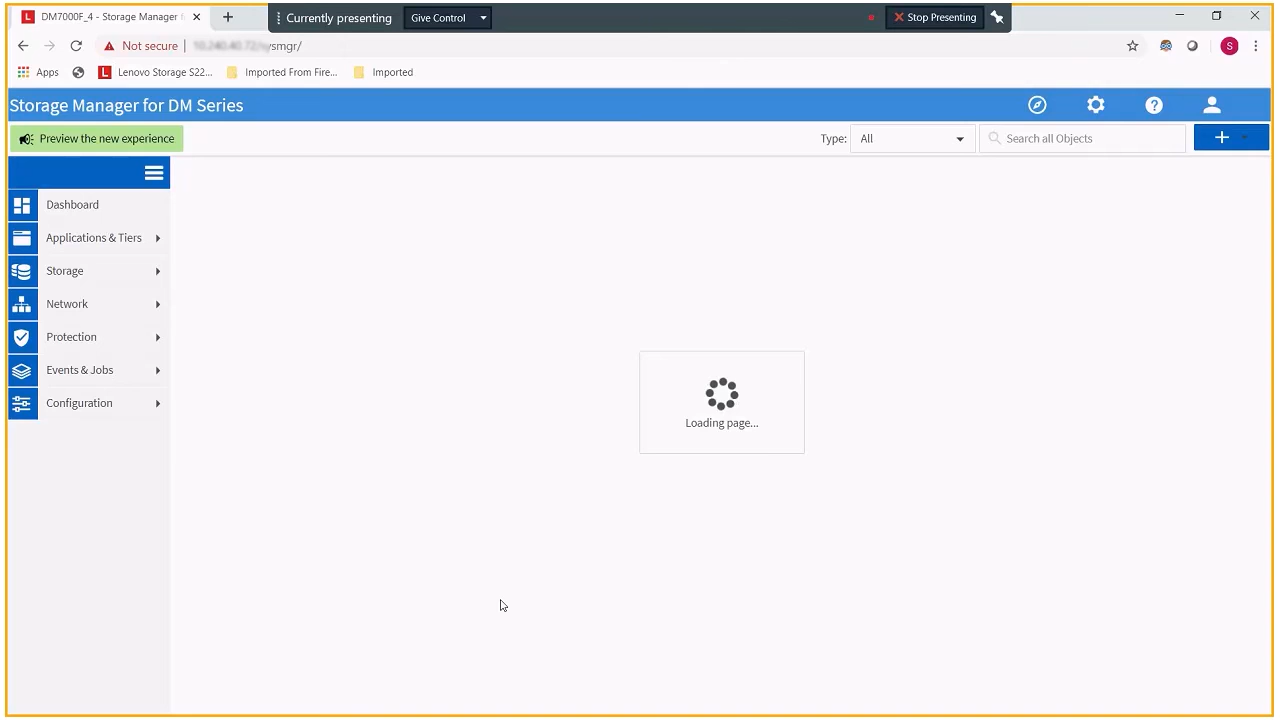 DM7000F_4 - Storage Manager f
Currently presenting
Give Control
Stop Presenting
Not secure
smgr/
S
Apps
Lenovo Storage S22...
Imported From Fire...
Imported
Storage Manager for DM Series
Preview the new experience
Type:
All
Search all Objects
Dashboard
Applications & Tiers
Storage
Network
Protection
Events & Jobs
Configuration
Loading page...